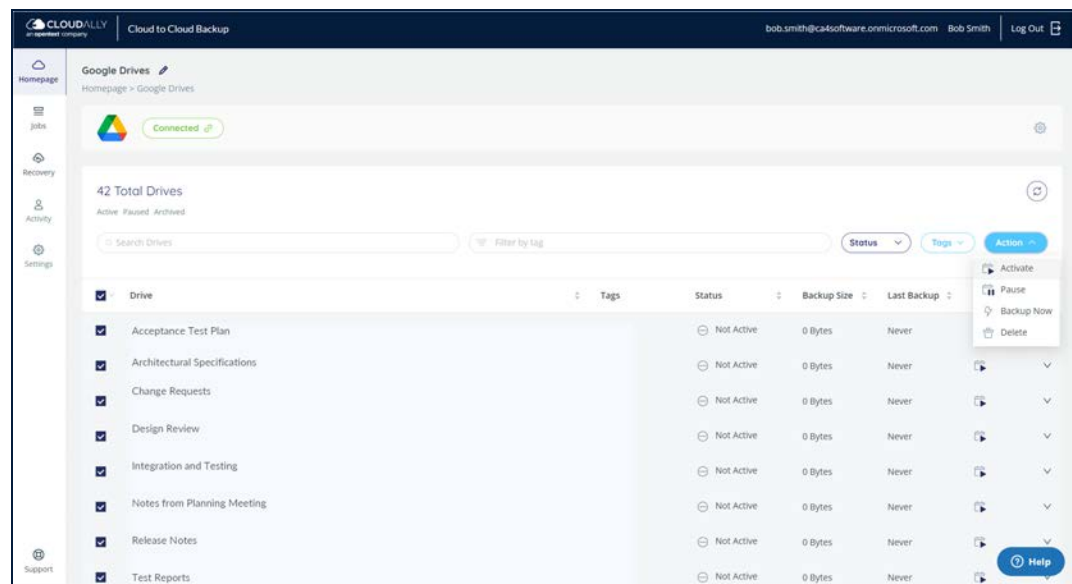 CLOUDALLY
an opentext company
Cloud to Cloud Backup
bob.smith@ca4software.onmicrosoft.com Bob Smith Log Out
Homepage
Jobs
Recovery
Activity
Settings
Support
Google Drives
Homepage > Google Drives
Connected
42 Total Drives
Active Paused Archived
Search Drives Filter by tag Status Tags Action
Activate
Pause
Backup Now
Delete
Drive Tags Status Backup Size Last Backup
Acceptance Test Plan Not Active 0 Bytes Never
Architectural Specifications Not Active 0 Bytes Never
Change Requests Not Active 0 Bytes Never
Design Review Not Active 0 Bytes Never
Integration and Testing Not Active 0 Bytes Never
Notes from Planning Meeting Not Active 0 Bytes Never
Release Notes Not Active 0 Bytes Never
Test Reports Not Active 0 Bytes Never
Help